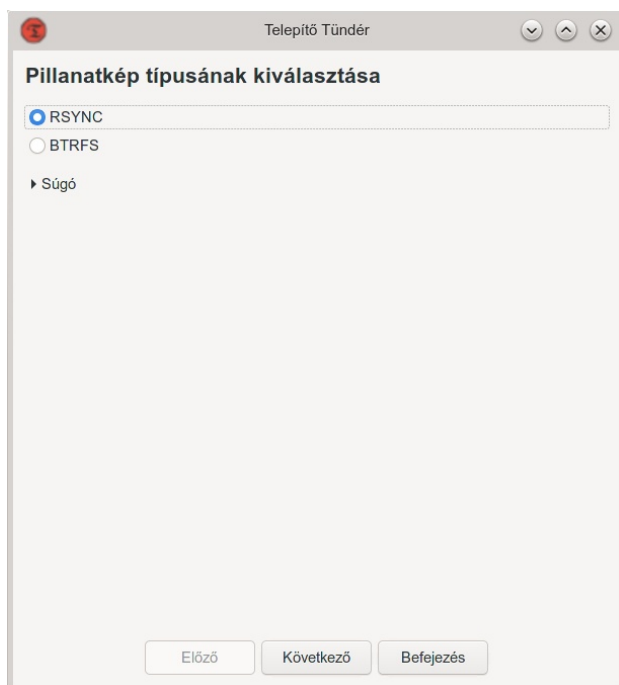 Telepítő Tündér
Pillanatkép típusának kiválasztása
RSYNC
BTRFS
Súgó
Előző Következő Befejezés